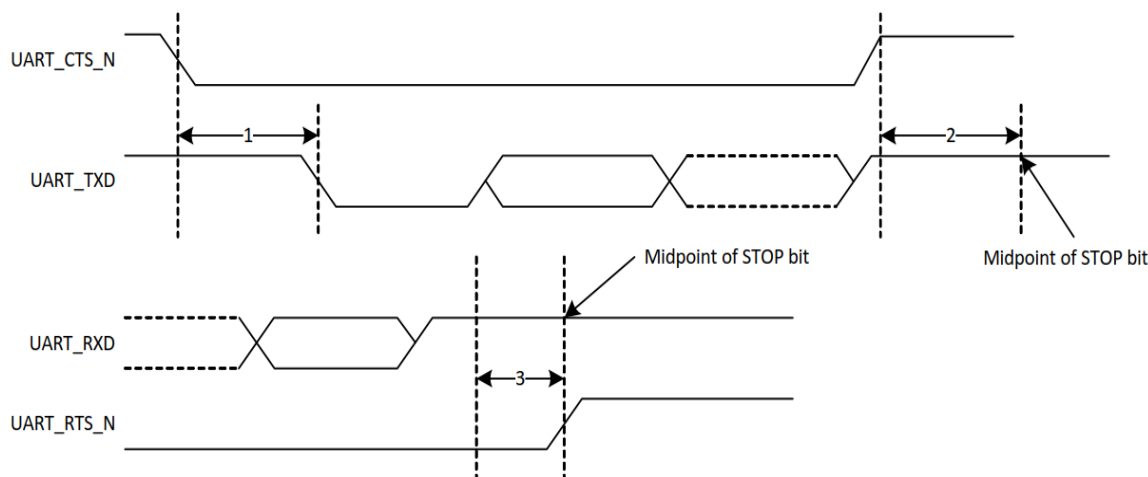 UART_CTS_N
1
2
UART_TXD
Midpoint of STOP bit
Midpoint of STOP bit
UART_RXD
3
UART_RTS_N